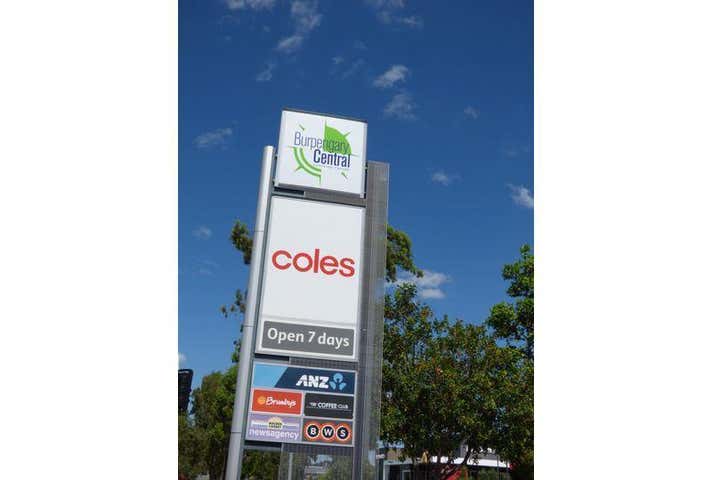 Burpengary
Central
coles
Open 7 days
ANZ
Brumby's
THE COFFEE CLUB
newsagency
BWS